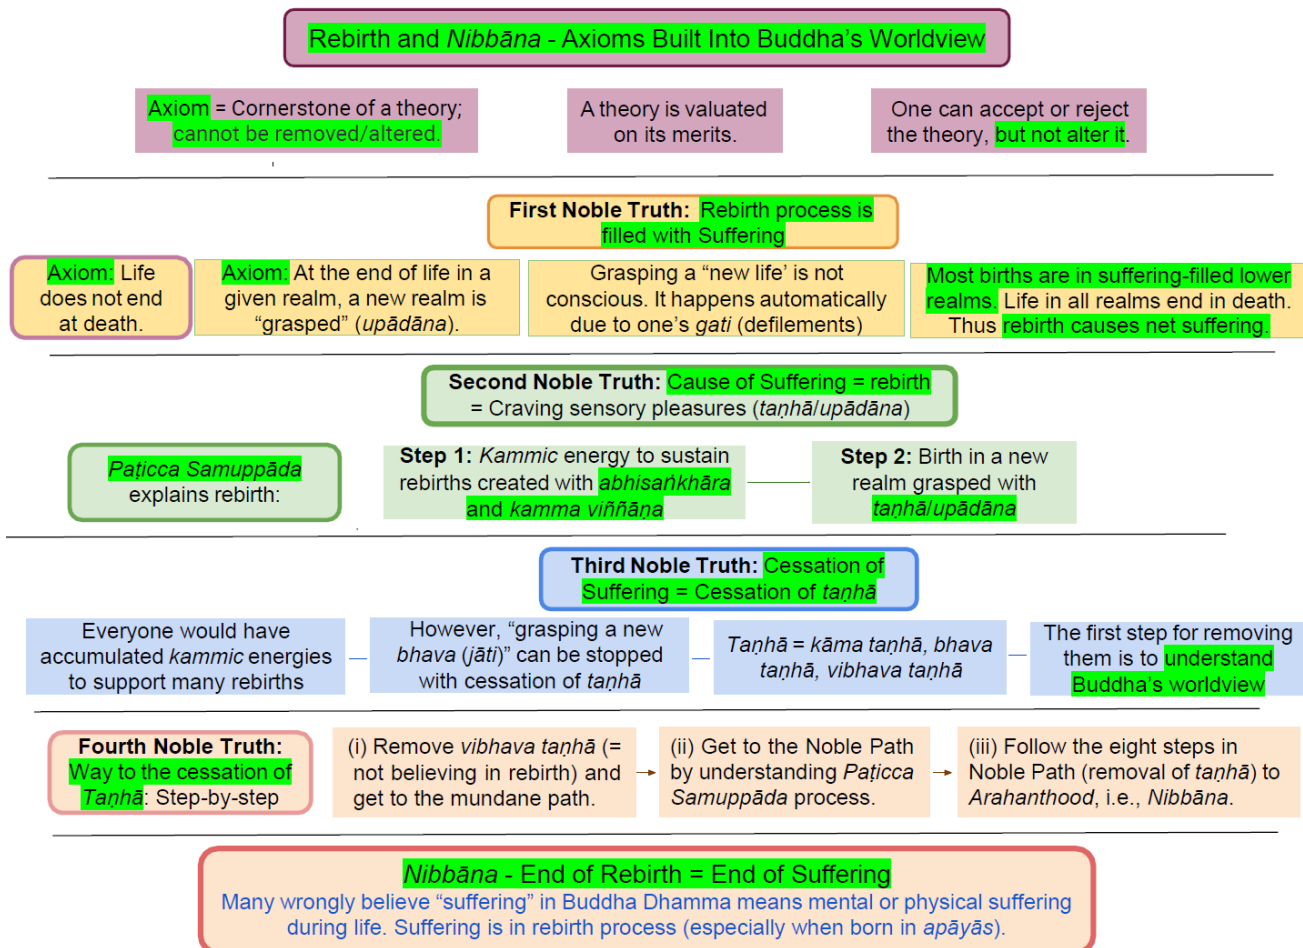 Rebirth and Nibbāna - Axioms Built Into Buddha's Worldview
Axiom = Cornerstone of a theory;
cannot be removed/altered.
A theory is valuated
on its merits.
One can accept or reject
the theory, but not alter it.
First Noble Truth: Rebirth process is
filled with Suffering
Axiom: Life
does not end
at death.
Axiom: At the end of life in a
given realm, a new realm is
“grasped” (upādāna).
Grasping a “new life’ is not
conscious. It happens automatically
due to one’s gati (defilements)
Most births are in suffering-filled lower
realms. Life in all realms end in death.
Thus rebirth causes net suffering.
Second Noble Truth: Cause of Suffering = rebirth
= Craving sensory pleasures (taṇhā/upādāna)
Paṭicca Samuppāda
explains rebirth:
Step 1: Kammic energy to sustain
rebirths created with abhisaṅkhāra
and kamma viññāṇa
Step 2: Birth in a new
realm grasped with
taṇhā/upādāna
Third Noble Truth: Cessation of
Suffering = Cessation of taṇhā
Everyone would have
accumulated kammic energies
to support many rebirths
However, “grasping a new
bhava (jāti)” can be stopped
with cessation of taṇhā
Taṇhā = kāma taṇhā, bhava
taṇhā, vibhava taṇhā
The first step for removing
them is to understand
Buddha’s worldview
Fourth Noble Truth:
Way to the cessation of
Taṇhā: Step-by-step
(i) Remove vibhava taṇhā (=
not believing in rebirth) and
get to the mundane path.
(ii) Get to the Noble Path
by understanding Paṭicca
Samuppāda process.
(iii) Follow the eight steps in
Noble Path (removal of taṇhā) to
Arahanthood, i.e., Nibbāna.
Nibbāna - End of Rebirth = End of Suffering
Many wrongly believe “suffering” in Buddha Dhamma means mental or physical suffering
during life. Suffering is in rebirth process (especially when born in apāyās).